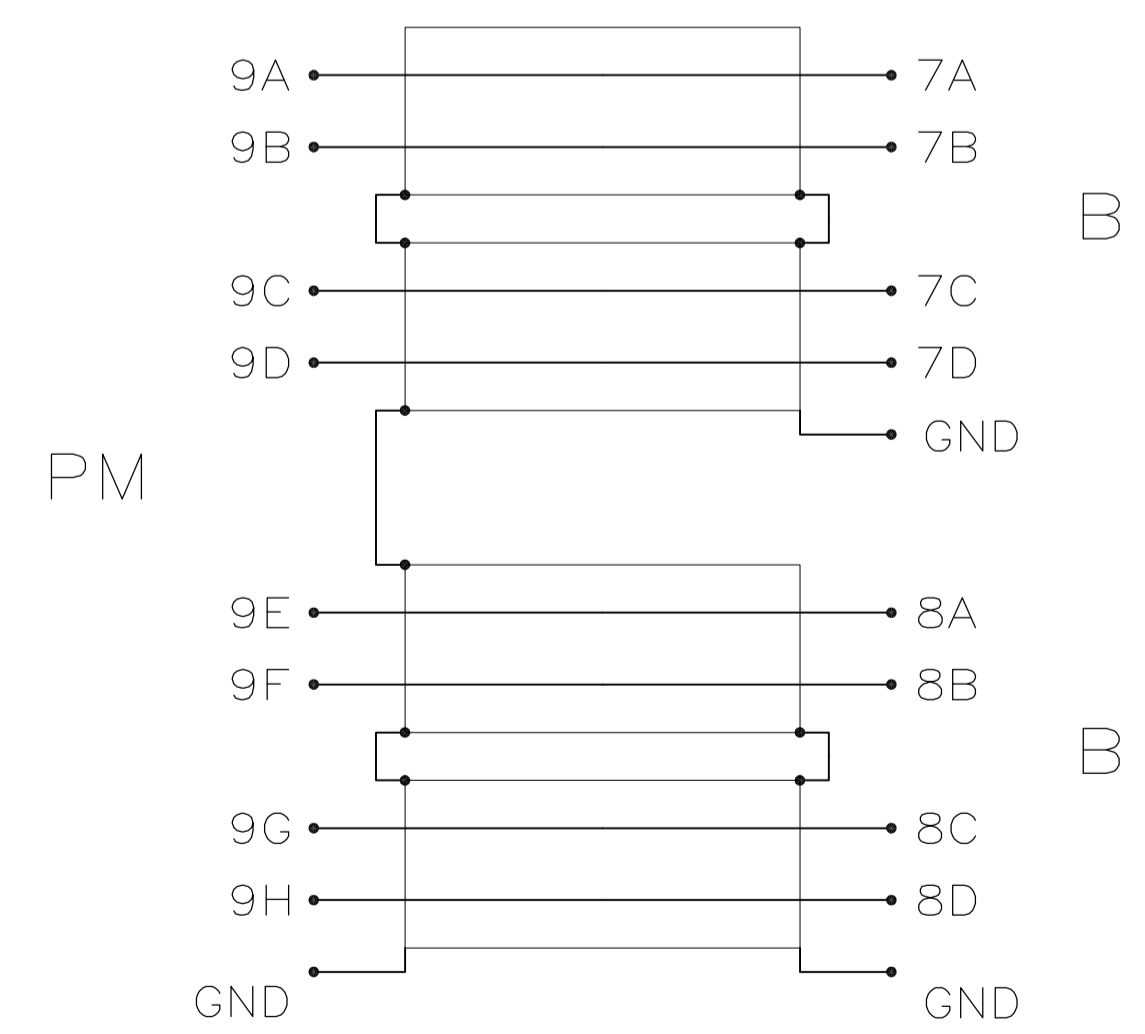 9A 7A
9B 7B
B
9C 7C
9D 7D
GND
PM
9E 8A
9F 8B
B
9G 8C
9H 8D
GND GND